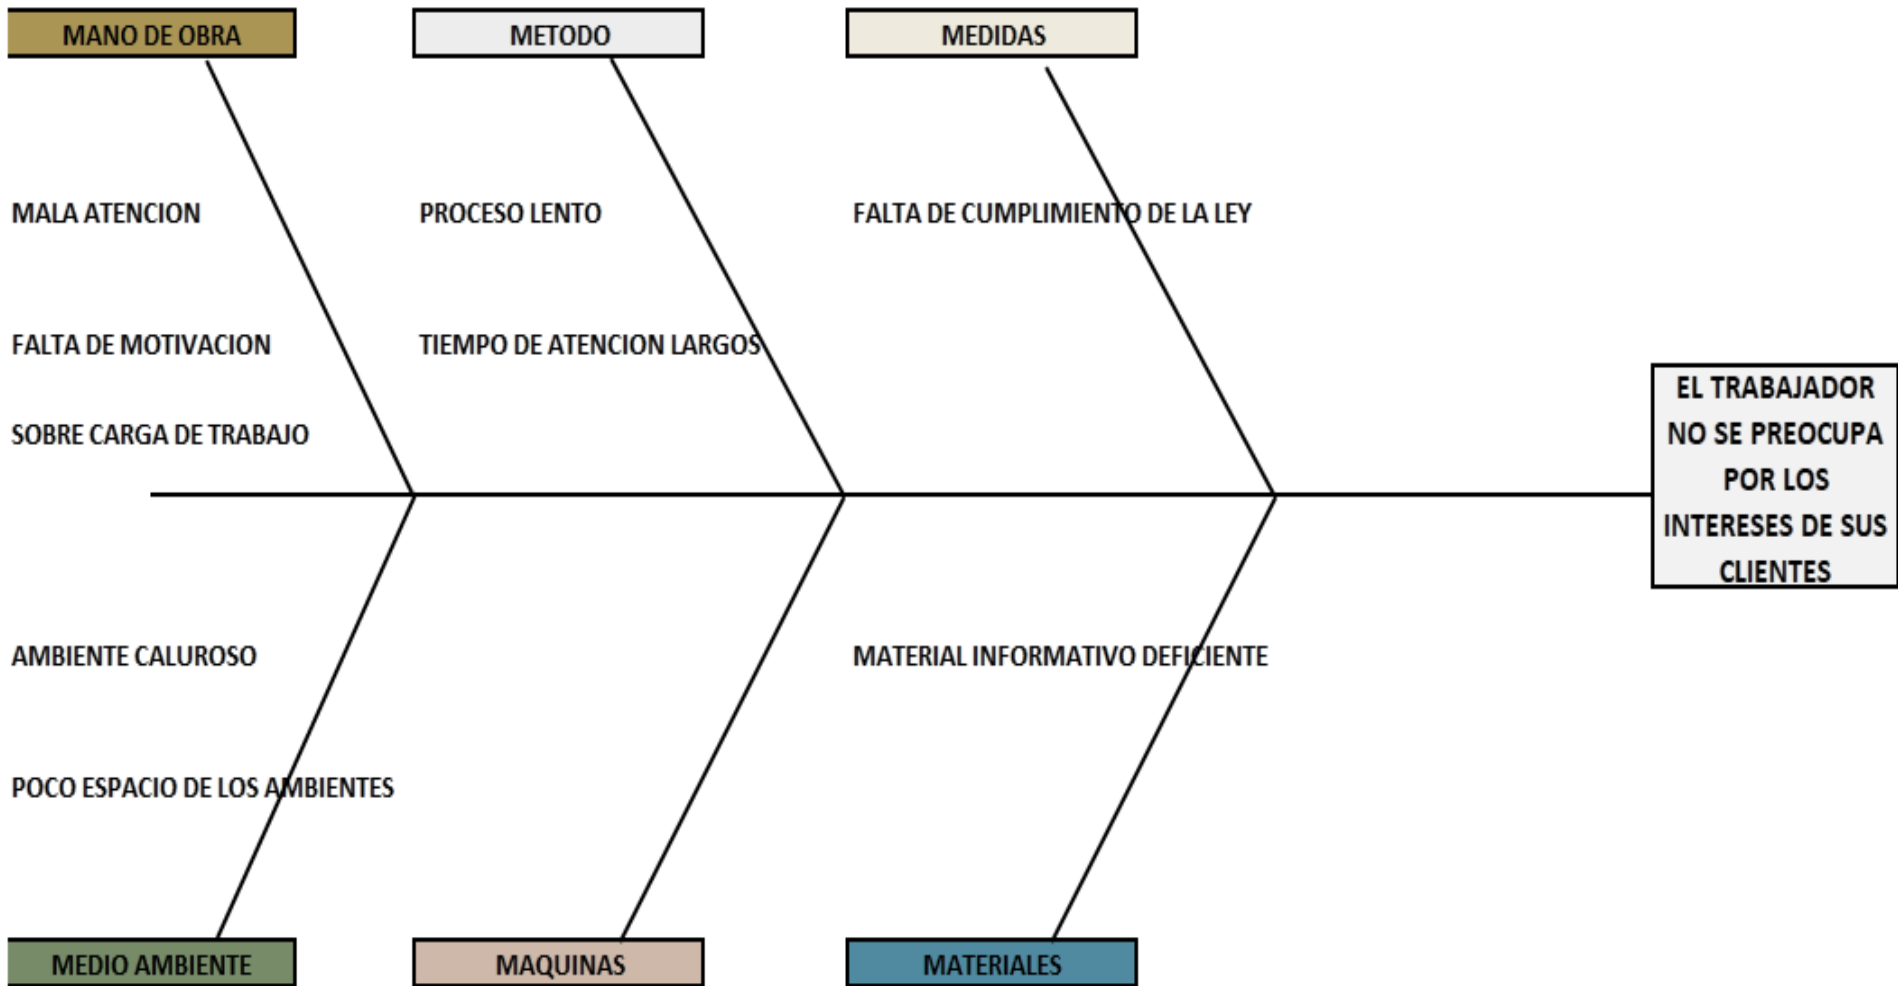 MANO DE OBRA
METODO
MEDIDAS
MALA ATENCION
PROCESO LENTO
FALTA DE CUMPLIMIENTO DE LA LEY
FALTA DE MOTIVACION
TIEMPO DE ATENCION LARGOS
SOBRE CARGA DE TRABAJO
EL TRABAJADOR
NO SE PREOCUPA
POR LOS
INTERESES DE SUS
CLIENTES
AMBIENTE CALUROSO
MATERIAL INFORMATIVO DEFICIENTE
POCO ESPACIO DE LOS AMBIENTES
MEDIO AMBIENTE
MAQUINAS
MATERIALES